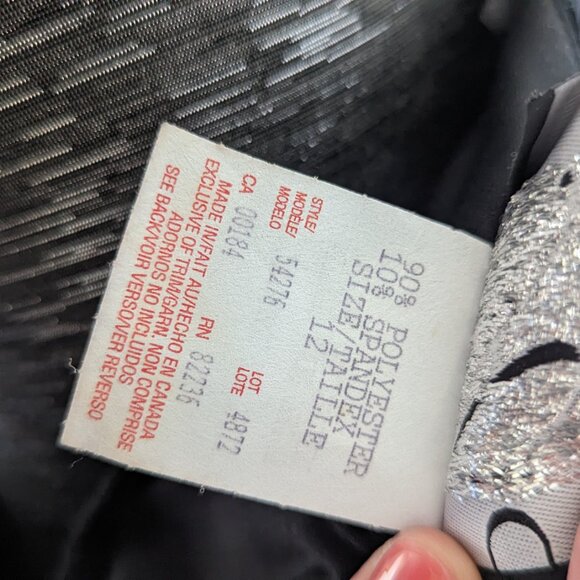 90% POLYESTER
10% SPANDEX
SIZE/TAILLE
12
STYLE/
MODÈLE/ 54276
MODELO
LOT
LOTE 4872
CA 00184 RN 82236
MADE IN/FAIT AU/HECHO EN CANADA
EXCLUSIVE OF TRIM/GARN. NON COMPRISE
ADORNOS NO INCLUIDOS
SEE BACK/VOIR VERSO/VER REVERSO